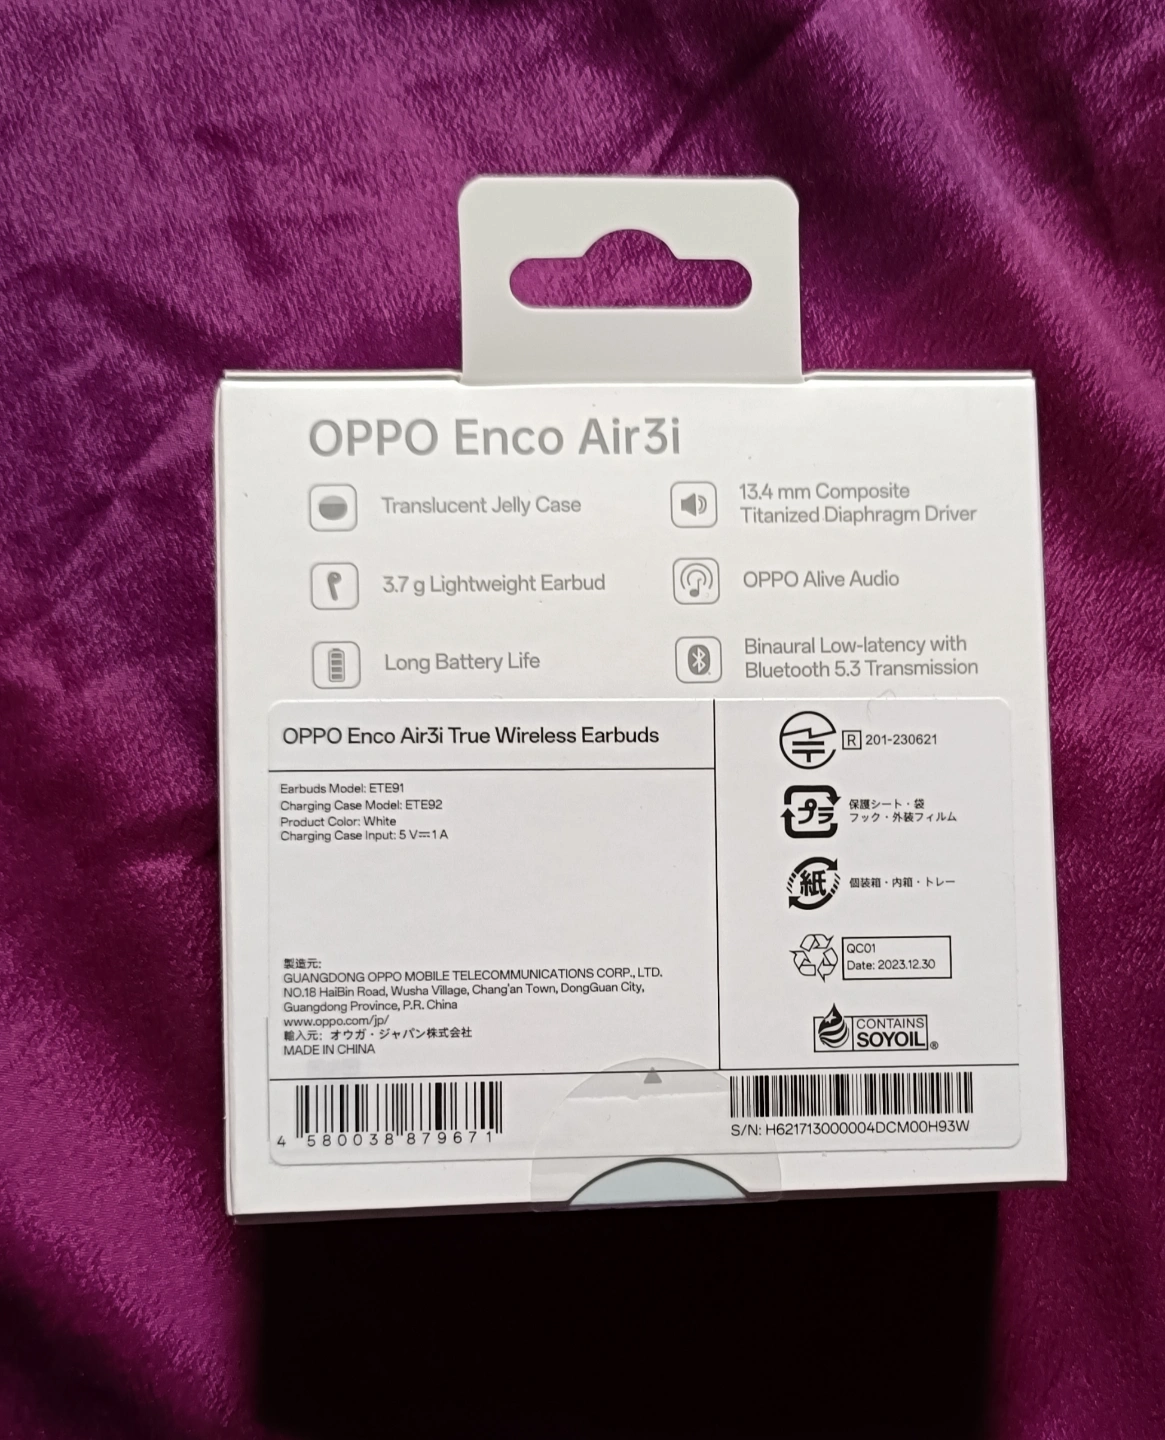 OPPO Enco Air3i
Translucent Jelly Case
13.4 mm Composite
Titanized Diaphragm Driver
3.7 g Lightweight Earbud
OPPO Alive Audio
Long Battery Life
Binaural Low-latency with
Bluetooth 5.3 Transmission
OPPO Enco Air3i True Wireless Earbuds
Earbuds Model: ETE91
Charging Case Model: ETE92
Product Color: White
Charging Case Input: 5 V⎓1 A
製造元:
GUANGDONG OPPO MOBILE TELECOMMUNICATIONS CORP., LTD.
NO.18 HaiBin Road, Wusha Village, Chang'an Town, DongGuan City,
Guangdong Province, P.R. China
www.oppo.com/jp/
輸入元: オウガ・ジャパン株式会社
MADE IN CHINA
R 201-230621
プラ
保護シート・袋
フック・外装フィルム
紙
個装箱・内箱・トレー
QC01
Date: 2023.12.30
CONTAINS
SOYOIL®
4 580038 879671
S/N: H621713000004DCM00H93W